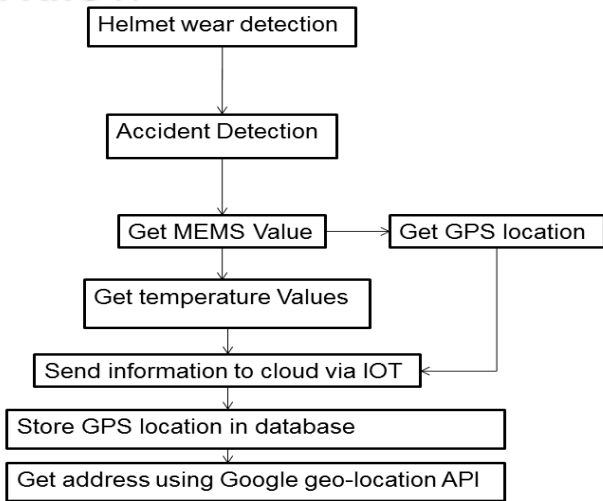 Helmet wear detection
Accident Detection
Get MEMS Value
Get GPS location
Get temperature Values
Send information to cloud via IOT
Store GPS location in database
Get address using Google geo-location API